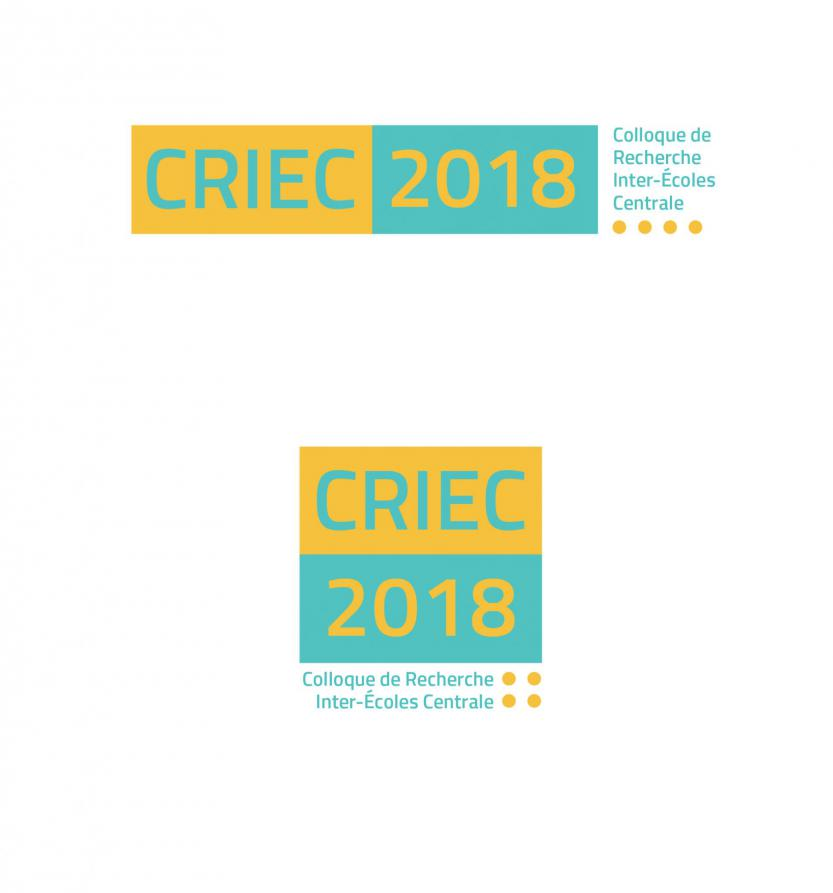 CRIEC 2018
Colloque de
Recherche
Inter-Écoles
Centrale
CRIEC
2018
Colloque de Recherche
Inter-Écoles Centrale